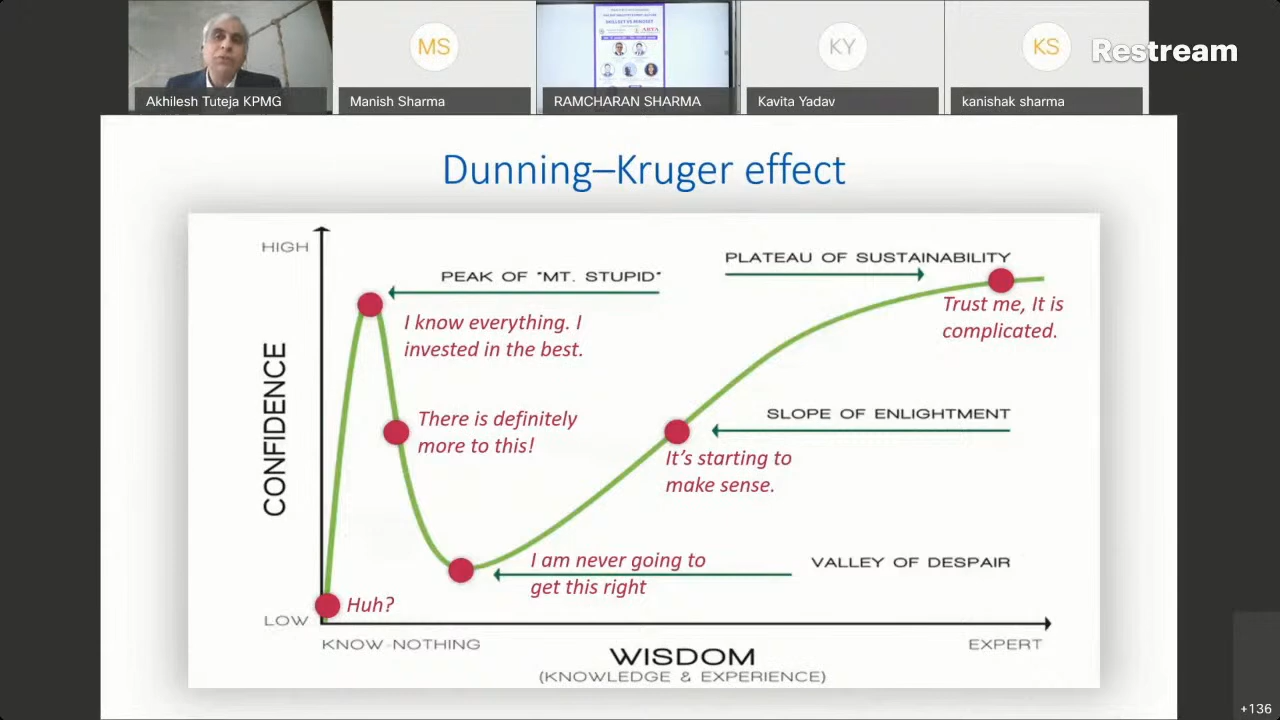 MS
KY
KS
Restream
Akhilesh Tuteja KPMG
Manish Sharma
RAMCHARAN SHARMA
Kavita Yadav
kanishak sharma
SKILLSET VS MINDSET
Dunning–Kruger effect
HIGH
PEAK OF "MT. STUPID"
PLATEAU OF SUSTAINABILITY
I know everything. I
invested in the best.
Trust me, It is
complicated.
CONFIDENCE
There is definitely
more to this!
SLOPE OF ENLIGHTMENT
It's starting to
make sense.
I am never going to
get this right
VALLEY OF DESPAIR
Huh?
LOW
KNOW-NOTHING
EXPERT
WISDOM
(KNOWLEDGE & EXPERIENCE)
+136